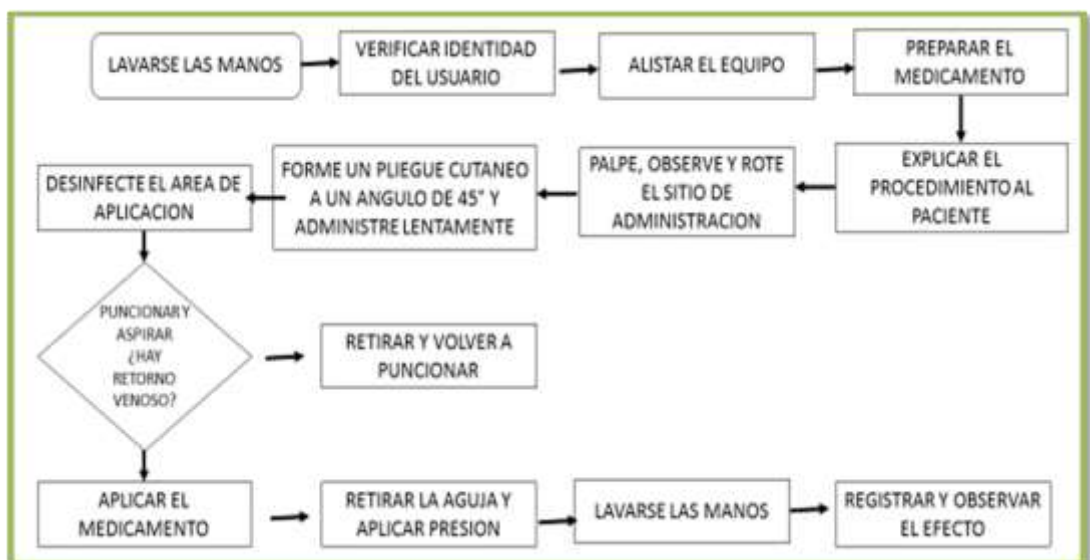 LAVARSE LAS MANOS
VERIFICAR IDENTIDAD
DEL USUARIO
ALISTAR EL EQUIPO
PREPARAR EL
MEDICAMENTO
EXPLICAR EL
PROCEDIMIENTO AL
PACIENTE
PALPE, OBSERVE Y ROTE
EL SITIO DE
ADMINISTRACION
FORME UN PLIEGUE CUTANEO
A UN ANGULO DE 45° Y
ADMINISTRE LENTAMENTE
DESINFECTE EL AREA DE
APLICACION
PUNCIONAR Y
ASPIRAR
¿HAY
RETORNO
VENOSO?
RETIRAR Y VOLVER A
PUNCIONAR
APLICAR EL
MEDICAMENTO
RETIRAR LA AGUJA Y
APLICAR PRESION
LAVARSE LAS MANOS
REGISTRAR Y OBSERVAR
EL EFECTO